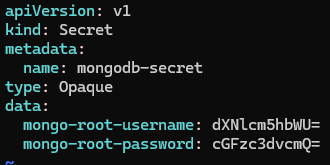 apiVersion: v1
kind: Secret
metadata:
  name: mongodb-secret
type: Opaque
data:
  mongo-root-username: dXNlcm5hbWU=
  mongo-root-password: cGFzc3dvcmQ=
~